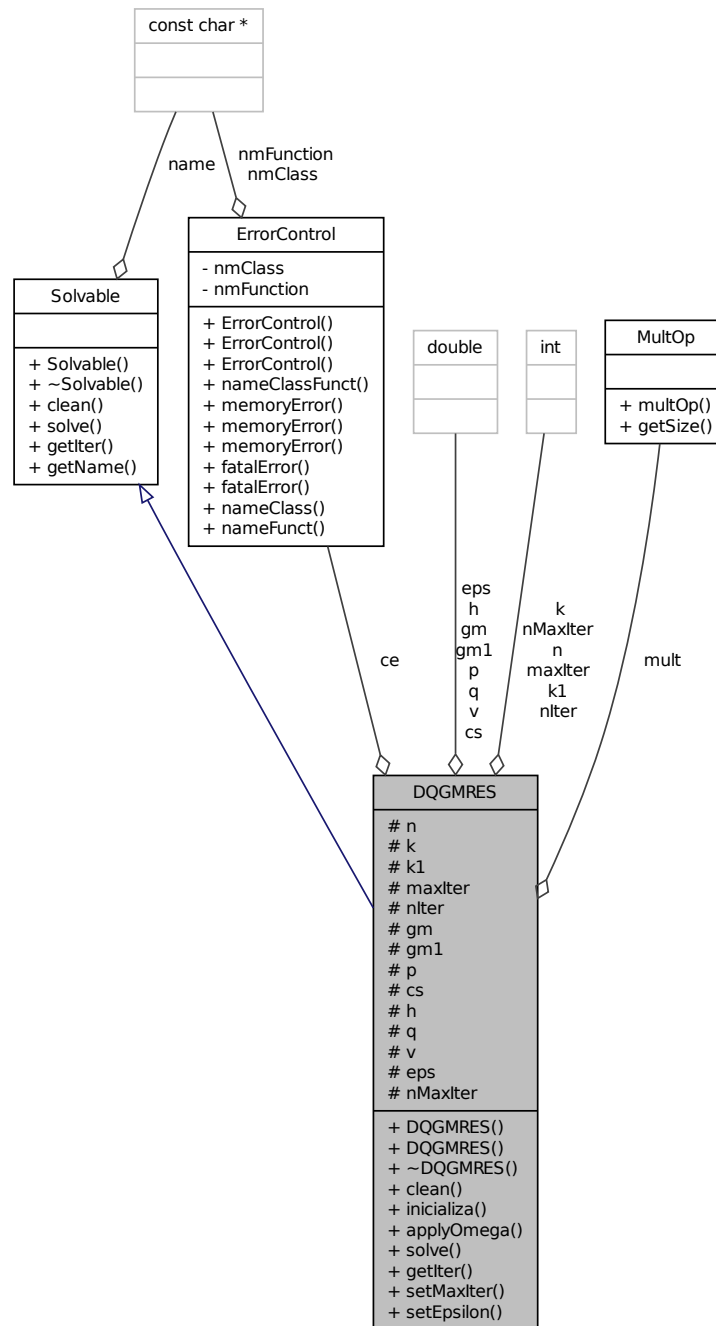 const char *
name
nmFunction
nmClass
ErrorControl
- nmClass
- nmFunction
+ ErrorControl()
+ ErrorControl()
+ ErrorControl()
+ nameClassFunct()
+ memoryError()
+ memoryError()
+ memoryError()
+ fatalError()
+ fatalError()
+ nameClass()
+ nameFunct()
Solvable
+ Solvable()
+ ~Solvable()
+ clean()
+ solve()
+ getIter()
+ getName()
double
int
MultOp
+ multOp()
+ getSize()
ce
eps
h
gm
gm1
p
q
v
cs
k
nMaxIter
n
maxIter
k1
nIter
mult
DQGMRES
# n
# k
# k1
# maxIter
# nIter
# gm
# gm1
# p
# cs
# h
# q
# v
# eps
# nMaxIter
+ DQGMRES()
+ DQGMRES()
+ ~DQGMRES()
+ clean()
+ inicializa()
+ applyOmega()
+ solve()
+ getIter()
+ setMaxIter()
+ setEpsilon()